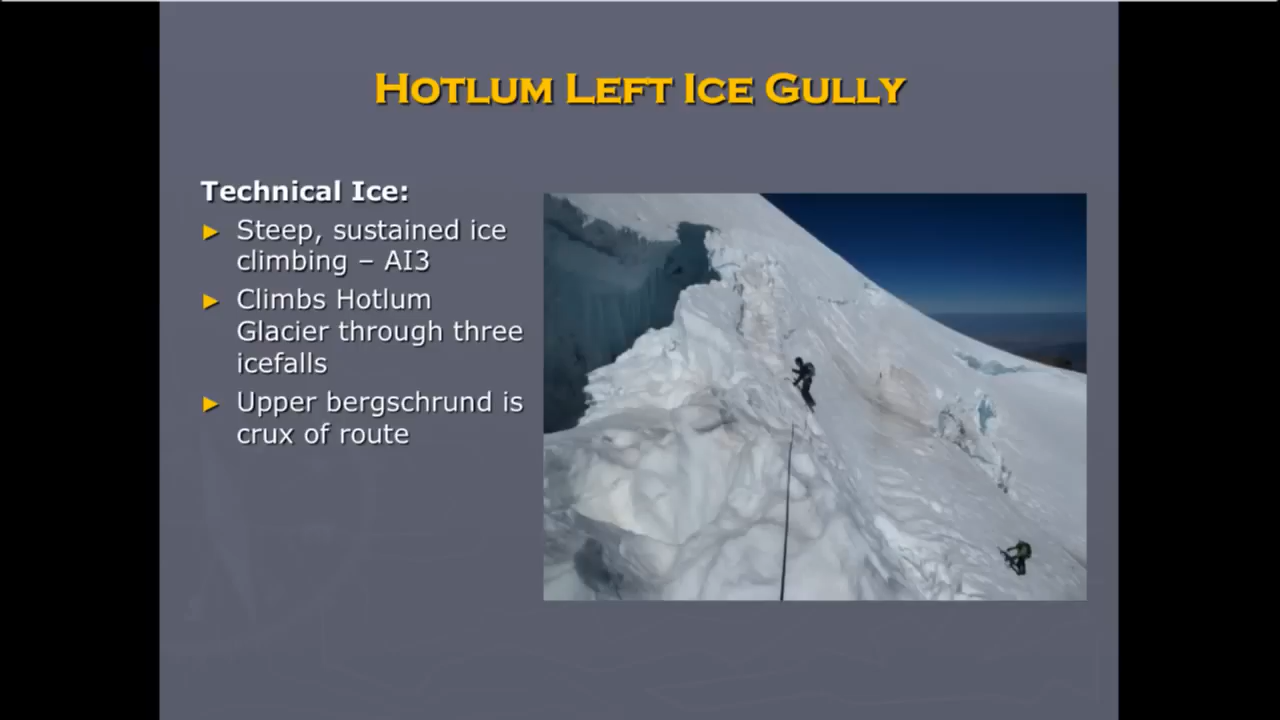 HOTLUM LEFT ICE GULLY
Technical Ice:
► Steep, sustained ice
climbing – AI3
► Climbs Hotlum
Glacier through three
icefalls
► Upper bergschrund is
crux of route